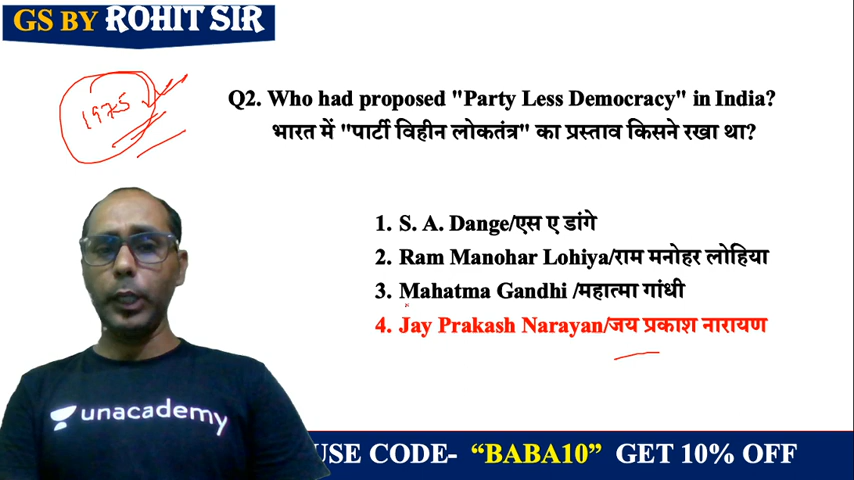 GS BY ROHIT SIR
1975
Q2. Who had proposed "Party Less Democracy" in India?
भारत में "पार्टी विहीन लोकतंत्र" का प्रस्ताव किसने रखा था?
1. S. A. Dange/एस ए डांगे
2. Ram Manohar Lohiya/राम मनोहर लोहिया
3. Mahatma Gandhi /महात्मा गांधी
4. Jay Prakash Narayan/जय प्रकाश नारायण
unacademy
USE CODE- “BABA10” GET 10% OFF